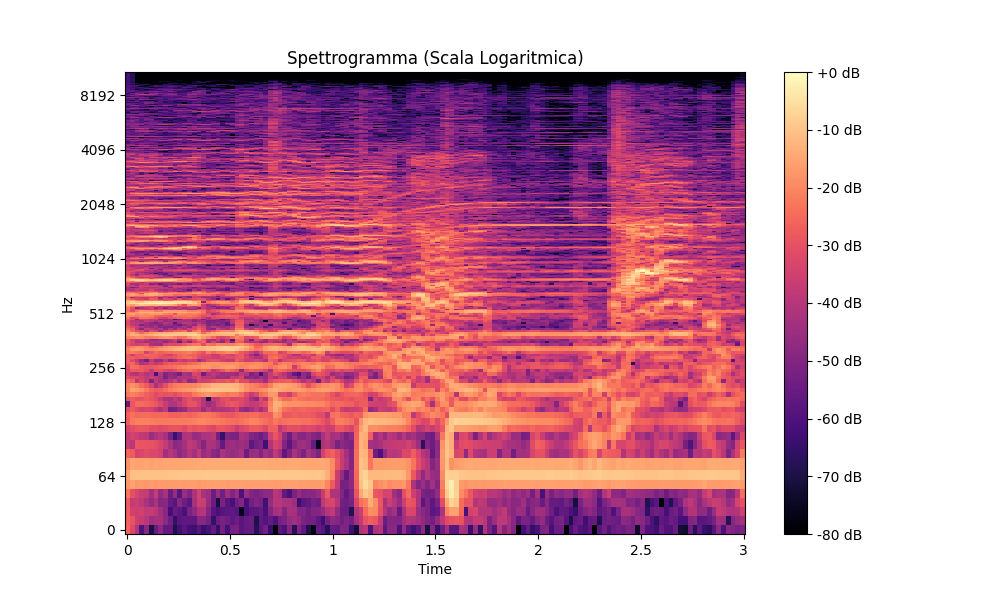 Spettrogramma (Scala Logaritmica)
Hz
8192
4096
2048
1024
512
256
128
64
0
0
0.5
1
1.5
2
2.5
3
Time
+0 dB
-10 dB
-20 dB
-30 dB
-40 dB
-50 dB
-60 dB
-70 dB
-80 dB